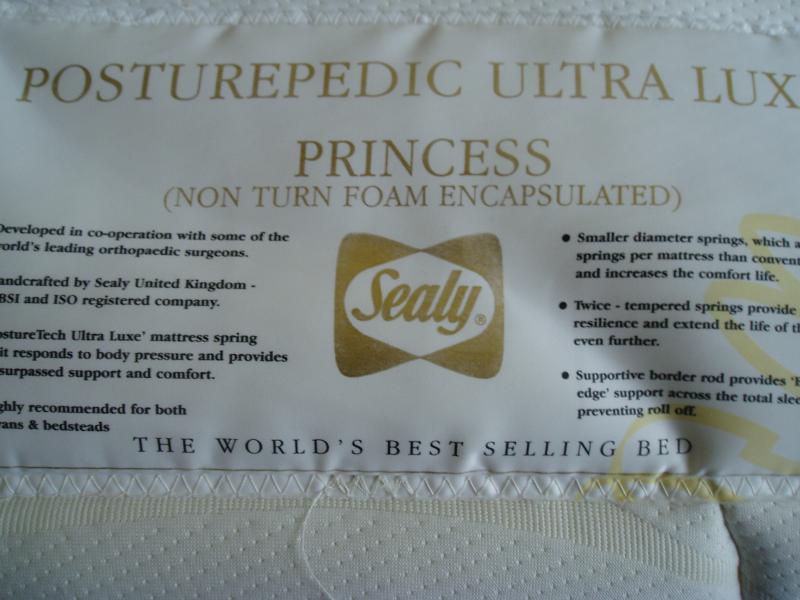 POSTUREPEDIC ULTRA LUX
PRINCESS
(NON TURN FOAM ENCAPSULATED)
Developed in co-operation with some of the
orld's leading orthopaedic surgeons.
andcrafted by Sealy United Kingdom -
BSI and ISO registered company.
ostureTech Ultra Luxe' mattress spring
it responds to body pressure and provides
surpassed support and comfort.
ghly recommended for both
vans & bedsteads
Sealy®
• Smaller diameter springs, which a
springs per mattress than convent
and increases the comfort life.
• Twice - tempered springs provide
resilience and extend the life of th
even further.
• Supportive border rod provides 'F
edge' support across the total slee
preventing roll off.
THE WORLD'S BEST SELLING BED